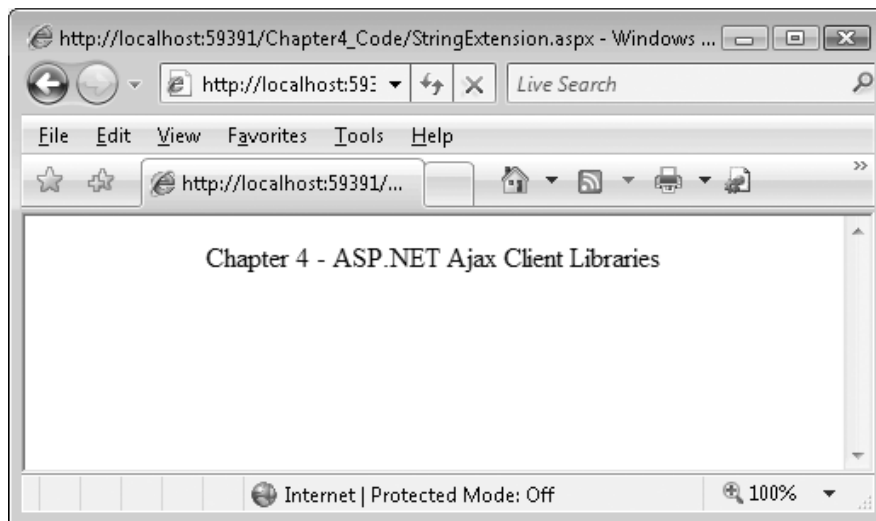 http://localhost:59391/Chapter4_Code/StringExtension.aspx - Windows ...
http://localhost:593
Live Search
File Edit View Favorites Tools Help
http://localhost:59391/...
Chapter 4 - ASP.NET Ajax Client Libraries
Internet | Protected Mode: Off
100%